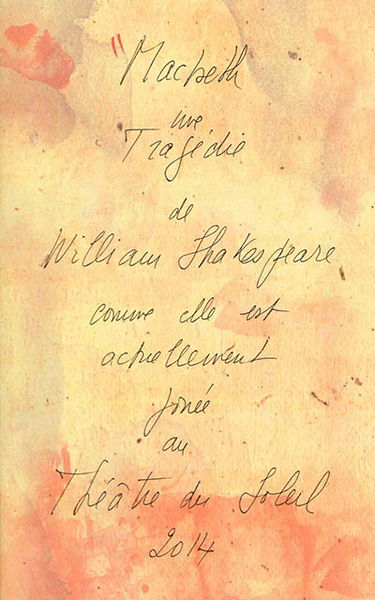 "Macbeth
une
Tragédie
de
William Shakespeare
comme elle est
actuellement
jouée
au
Théâtre du Soleil
2014